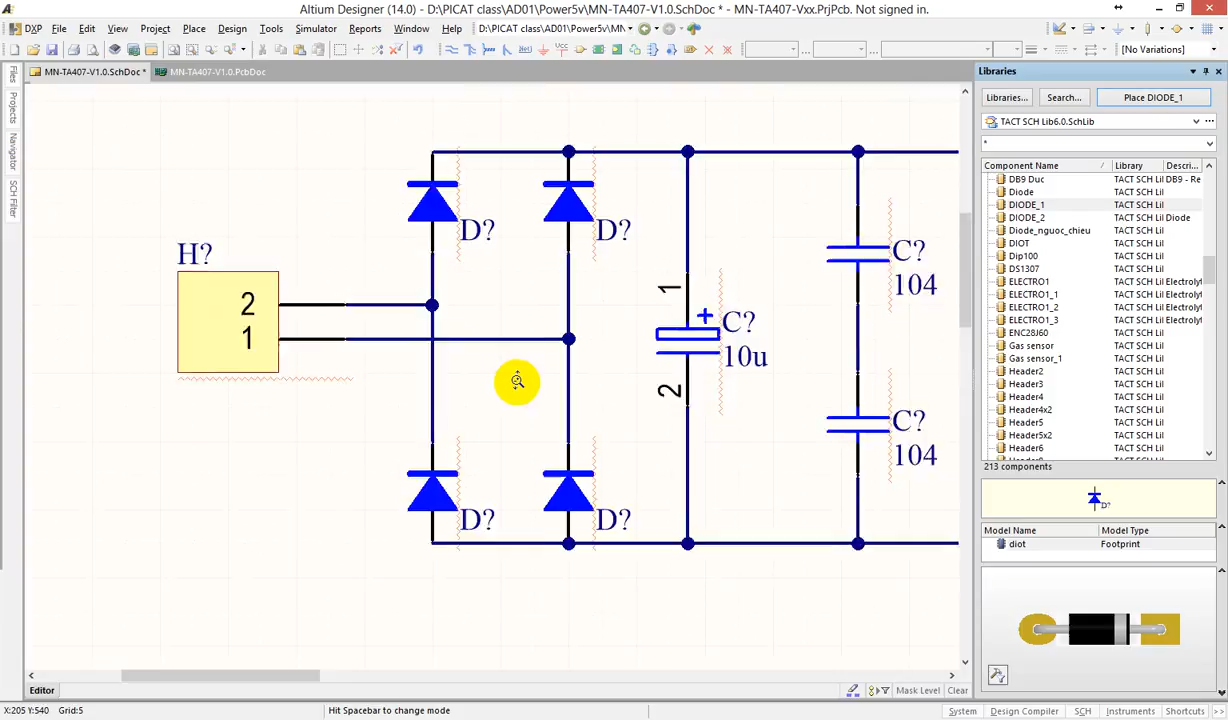 Altium Designer (14.0) - D:\PICAT class\AD01\Power5v\MN-TA407-V1.0.SchDoc * - MN-TA407-Vxx.PrjPcb. Not signed in.
DXP File Edit View Project Place Design Tools Simulator Reports Window Help D:\PICAT class\AD01\Power5v\MN
[No Variations]
MN-TA407-V1.0.SchDoc * MN-TA407-V1.0.PcbDoc
Files
Projects
Navigator
SCH Filter
H?
2
1
D?
D?
D?
D?
1
+
C?
10u
2
C?
104
C?
104
Libraries
Libraries... Search... Place DIODE_1
TACT SCH Lib6.0.SchLib
*
Component Name / Library Descri...
DB9 Duc TACT SCH Lil DB9 - Re
Diode TACT SCH Lil
DIODE_1 TACT SCH Lil
DIODE_2 TACT SCH Lil Diode
Diode_nguoc_chieu TACT SCH Lil
DIOT TACT SCH Lil
Dip100 TACT SCH Lil
DS1307 TACT SCH Lil
ELECTRO1 TACT SCH Lil Electrolyt
ELECTRO1_1 TACT SCH Lil Electrolyt
ELECTRO1_2 TACT SCH Lil Electrolyt
ELECTRO1_3 TACT SCH Lil Electrolyt
ENC28J60 TACT SCH Lil
Gas sensor TACT SCH Lil
Gas sensor_1 TACT SCH Lil
Header2 TACT SCH Lil
Header3 TACT SCH Lil
Header4 TACT SCH Lil
Header4x2 TACT SCH Lil
Header5 TACT SCH Lil
Header5x2 TACT SCH Lil
Header6 TACT SCH Lil
213 components
D?
Model Name Model Type
diot Footprint
Editor Mask Level Clear
X:205 Y:540 Grid:5 Hit Spacebar to change mode System Design Compiler SCH Instruments Shortcuts >>